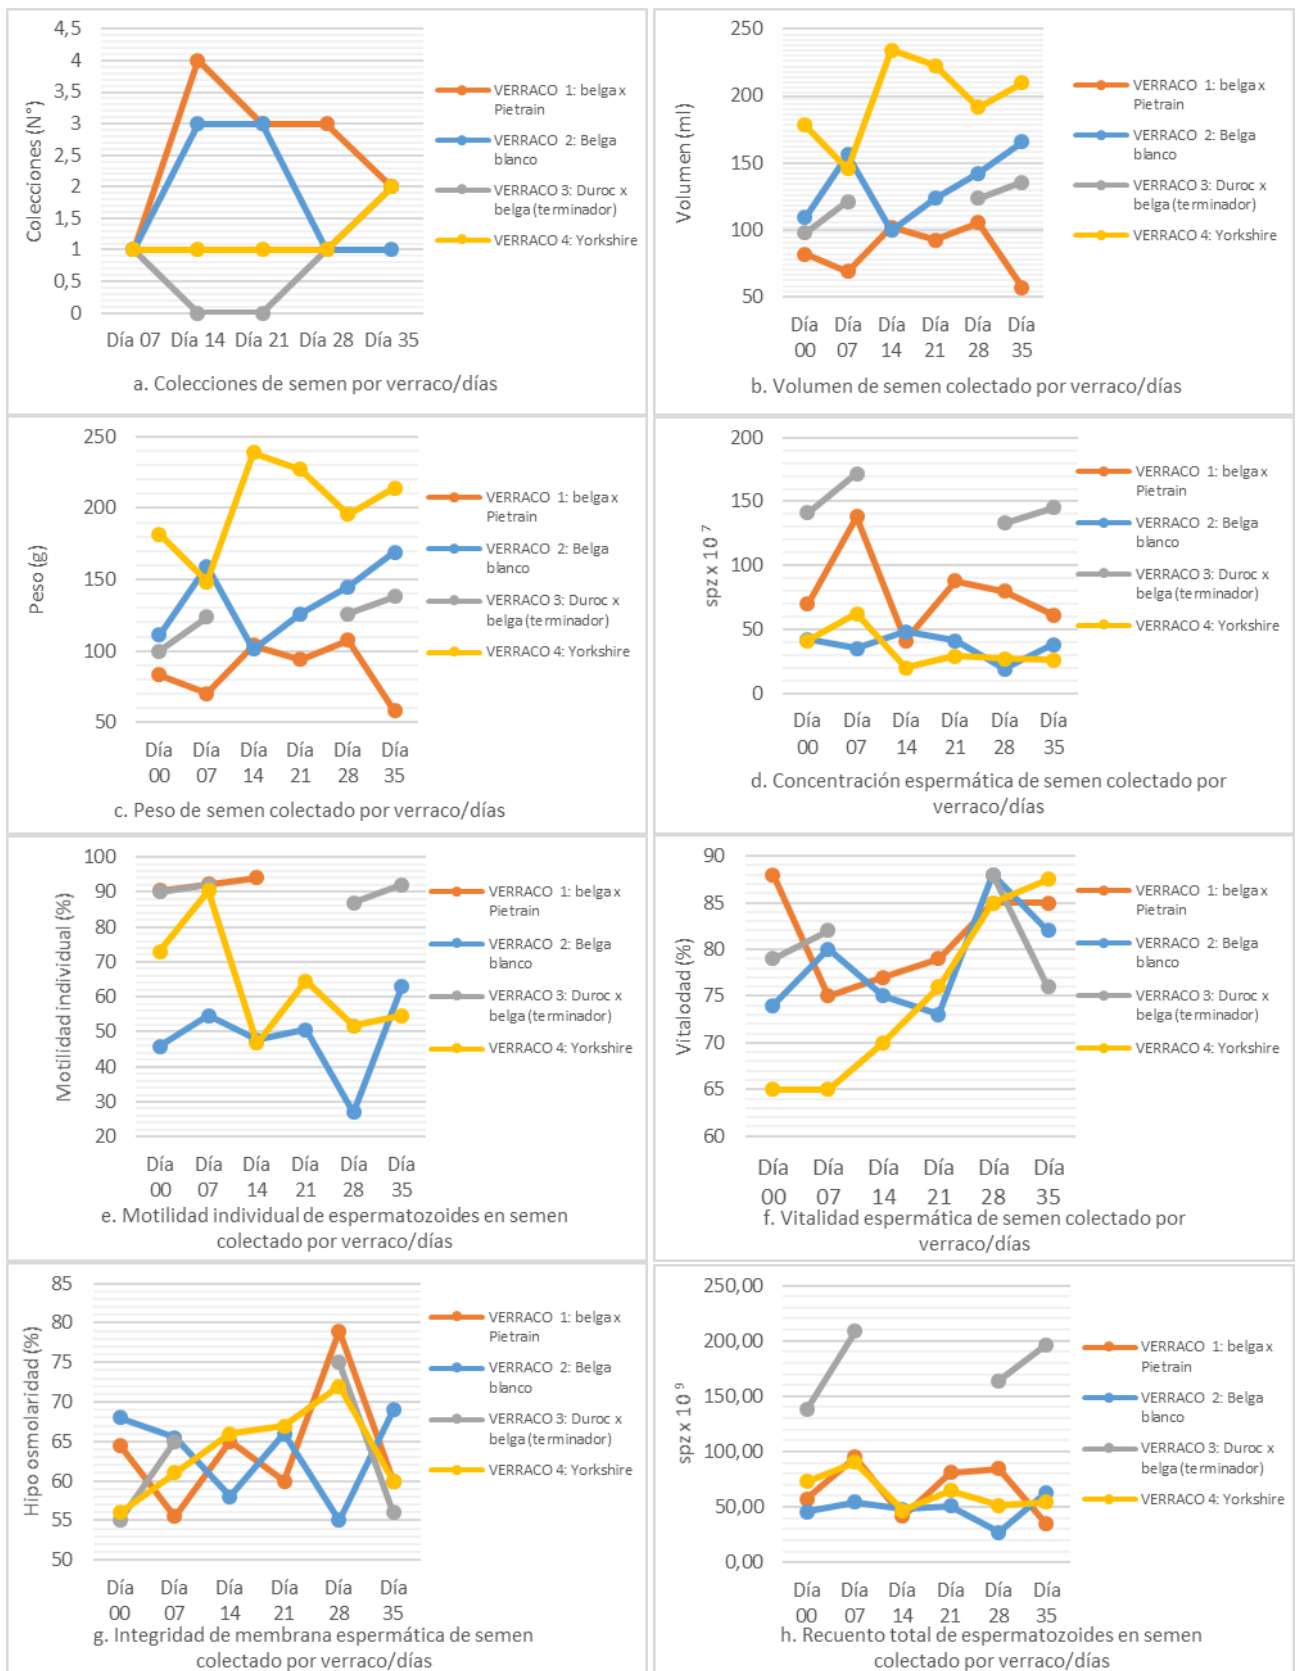 4,5
4
3,5
3
2,5
2
1,5
1
0,5
0
Colecciones (N°)
Día 07 Día 14 Día 21 Día 28 Día 35
VERRACO 1: belga x
Pietrain
VERRACO 2: Belga
blanco
VERRACO 3: Duroc x
belga (terminador)
VERRACO 4: Yorkshire
a. Colecciones de semen por verraco/días
250
200
150
100
50
Volumen (ml)
Día Día Día Día Día Día
00 07 14 21 28 35
VERRACO 1: belga x
Pietrain
VERRACO 2: Belga
blanco
VERRACO 3: Duroc x
belga (terminador)
VERRACO 4: Yorkshire
b. Volumen de semen colectado por verraco/días
250
200
150
100
50
Peso (g)
Día Día Día Día Día Día
00 07 14 21 28 35
VERRACO 1: belga x
Pietrain
VERRACO 2: Belga
blanco
VERRACO 3: Duroc x
belga (terminador)
VERRACO 4: Yorkshire
c. Peso de semen colectado por verraco/días
200
150
100
50
0
spz x 10 7
Día Día Día Día Día Día
00 07 14 21 28 35
VERRACO 1: belga x
Pietrain
VERRACO 2: Belga
blanco
VERRACO 3: Duroc x
belga (terminador)
VERRACO 4: Yorkshire
d. Concentración espermática de semen colectado por
verraco/días
100
90
80
70
60
50
40
30
20
Motilidad individual (%)
Día Día Día Día Día Día
00 07 14 21 28 35
VERRACO 1: belga x
Pietrain
VERRACO 2: Belga
blanco
VERRACO 3: Duroc x
belga (terminador)
VERRACO 4: Yorkshire
e. Motilidad individual de espermatozoides en semen
colectado por verraco/días
90
85
80
75
70
65
60
Vitalodad (%)
Día Día Día Día Día Día
00 07 14 21 28 35
VERRACO 1: belga x
Pietrain
VERRACO 2: Belga
blanco
VERRACO 3: Duroc x
belga (terminador)
VERRACO 4: Yorkshire
f. Vitalidad espermática de semen colectado por
verraco/días
85
80
75
70
65
60
55
50
Hipo osmolaridad (%)
Día Día Día Día Día Día
00 07 14 21 28 35
VERRACO 1: belga x
Pietrain
VERRACO 2: Belga
blanco
VERRACO 3: Duroc x
belga (terminador)
VERRACO 4: Yorkshire
g. Integridad de membrana espermática de semen
colectado por verraco/días
250,00
200,00
150,00
100,00
50,00
0,00
spz x 10 9
Día Día Día Día Día Día
00 07 14 21 28 35
VERRACO 1: belga x
Pietrain
VERRACO 2: Belga
blanco
VERRACO 3: Duroc x
belga (terminador)
VERRACO 4: Yorkshire
h. Recuento total de espermatozoides en semen
colectado por verraco/días